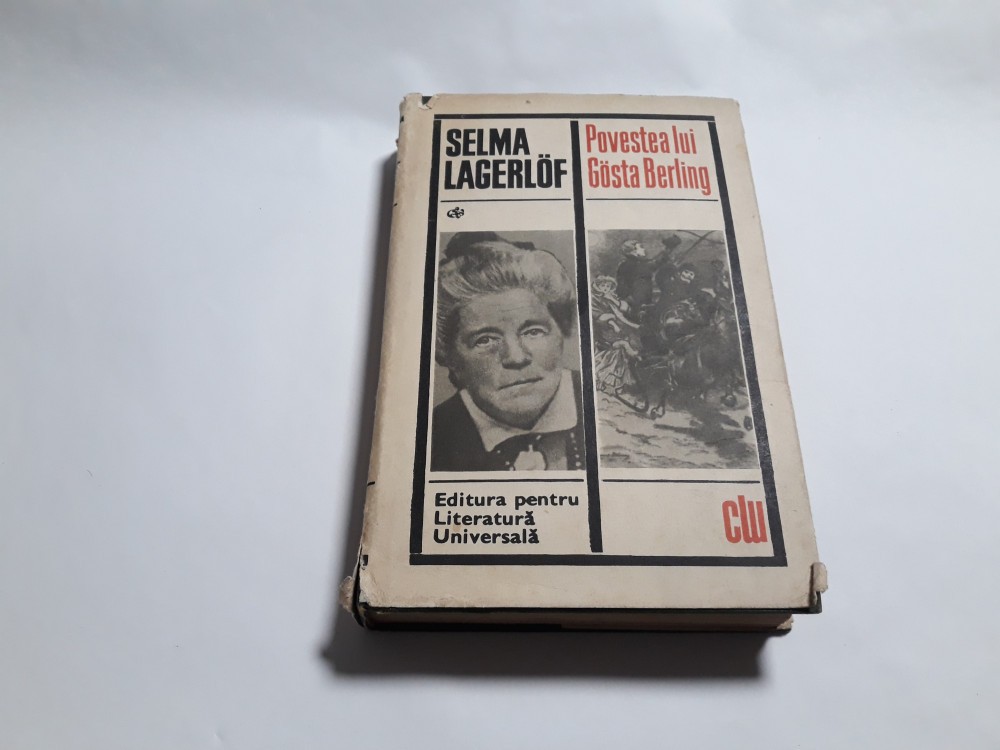 SELMA
LAGERLÖF
Povestea lui
Gösta Berling
Editura pentru
Literatură
Universală
clu